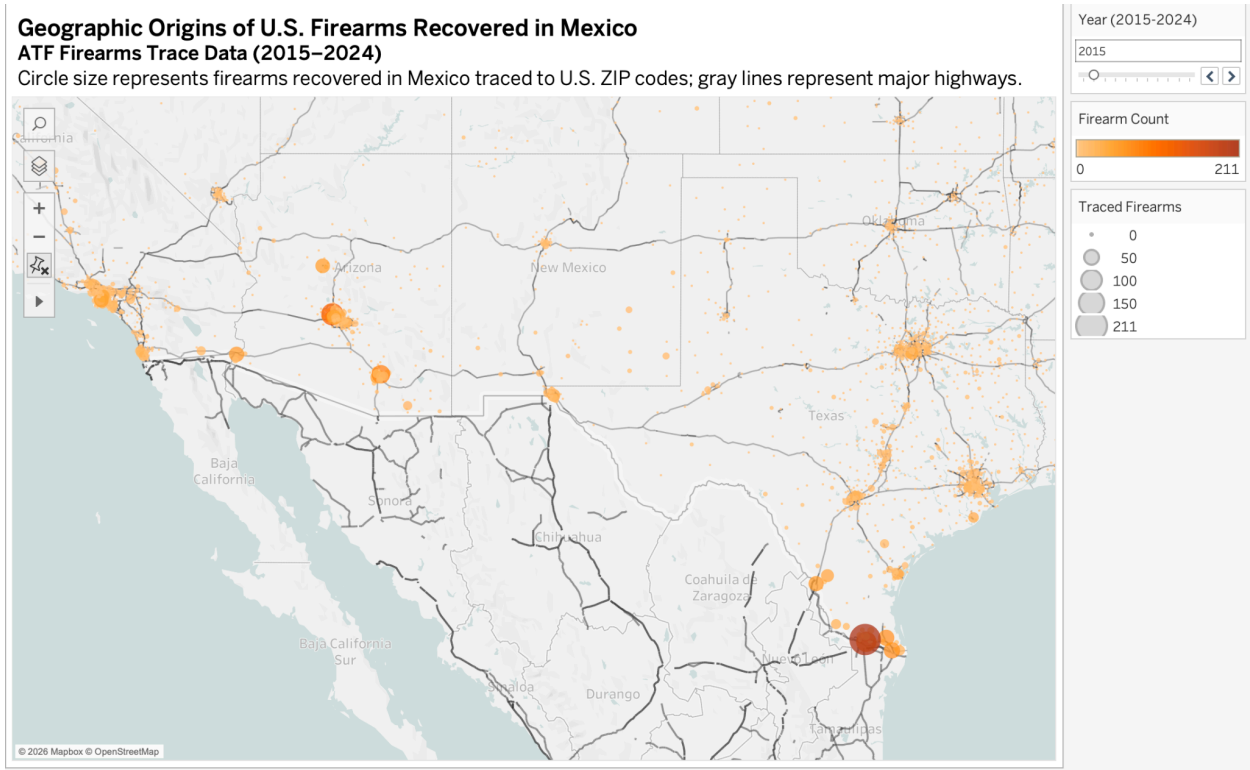 Geographic Origins of U.S. Firearms Recovered in Mexico
ATF Firearms Trace Data (2015–2024)
Circle size represents firearms recovered in Mexico traced to U.S. ZIP codes; gray lines represent major highways.
Year (2015-2024)
2015
Firearm Count
0 211
Traced Firearms
0
50
100
150
211
California
Oklahoma
Arizona
New Mexico
Texas
Baja
California
Sonora
Chihuahua
Coahuila de
Zaragoza
Baja California
Sur
Nuevo León
Sinaloa
Durango
Tamaulipas
© 2026 Mapbox © OpenStreetMap